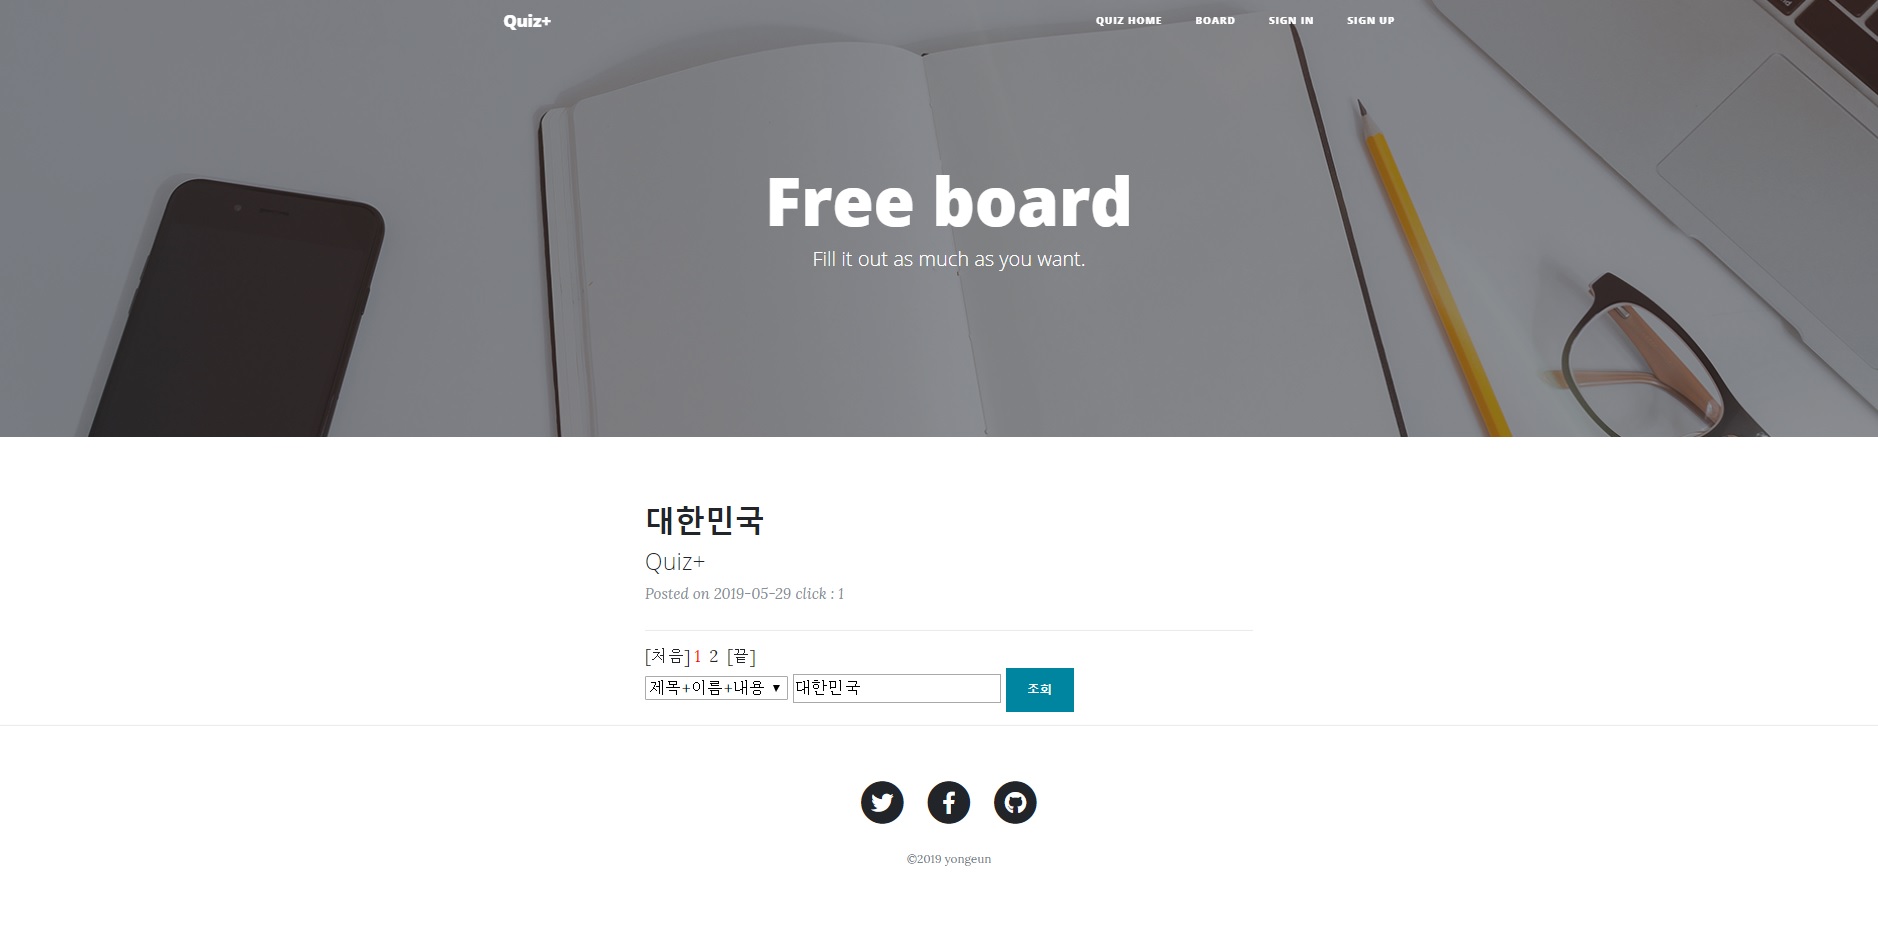 Quiz+ QUIZ HOME BOARD SIGN IN SIGN UP
Free board
Fill it out as much as you want.
대한민국
Quiz+
Posted on 2019-05-29 click : 1
[처음] 1 2 [끝]
제목+이름+내용 ▼ 대한민국 조회
©2019 yongeun